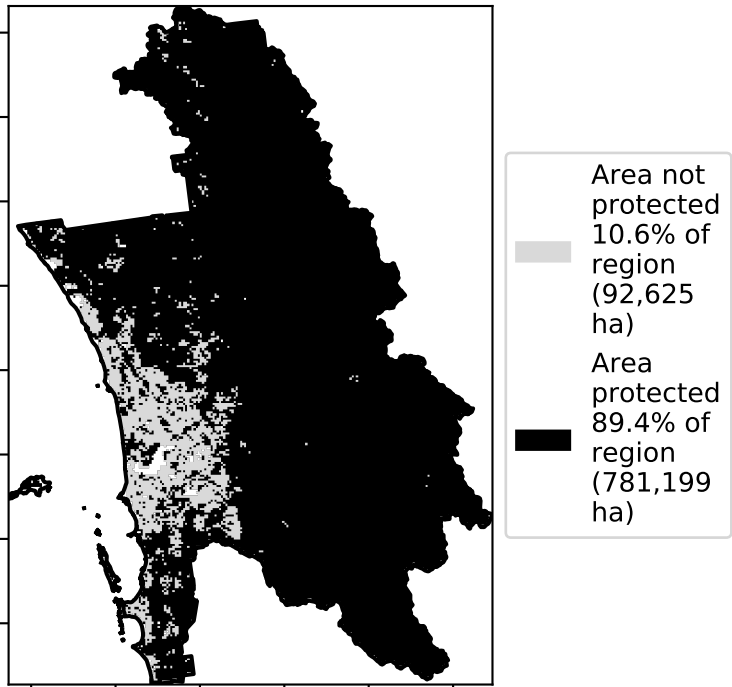 Area not
protected
10.6% of
region
(92,625
ha)
Area
protected
89.4% of
region
(781,199
ha)